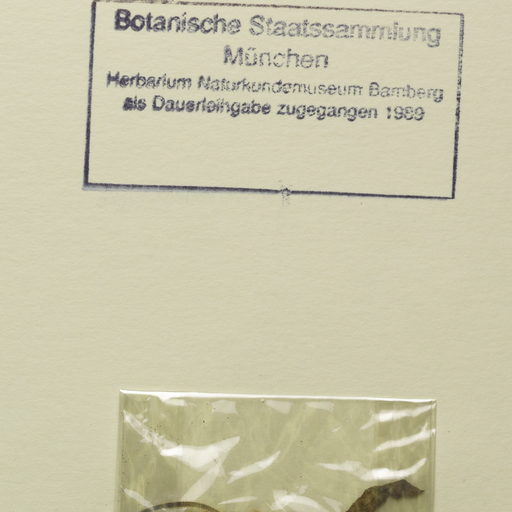 Botanische Staatssammlung
München
Herbarium Naturkundemuseum Bamberg
als Dauerleihgabe zugegangen 1989